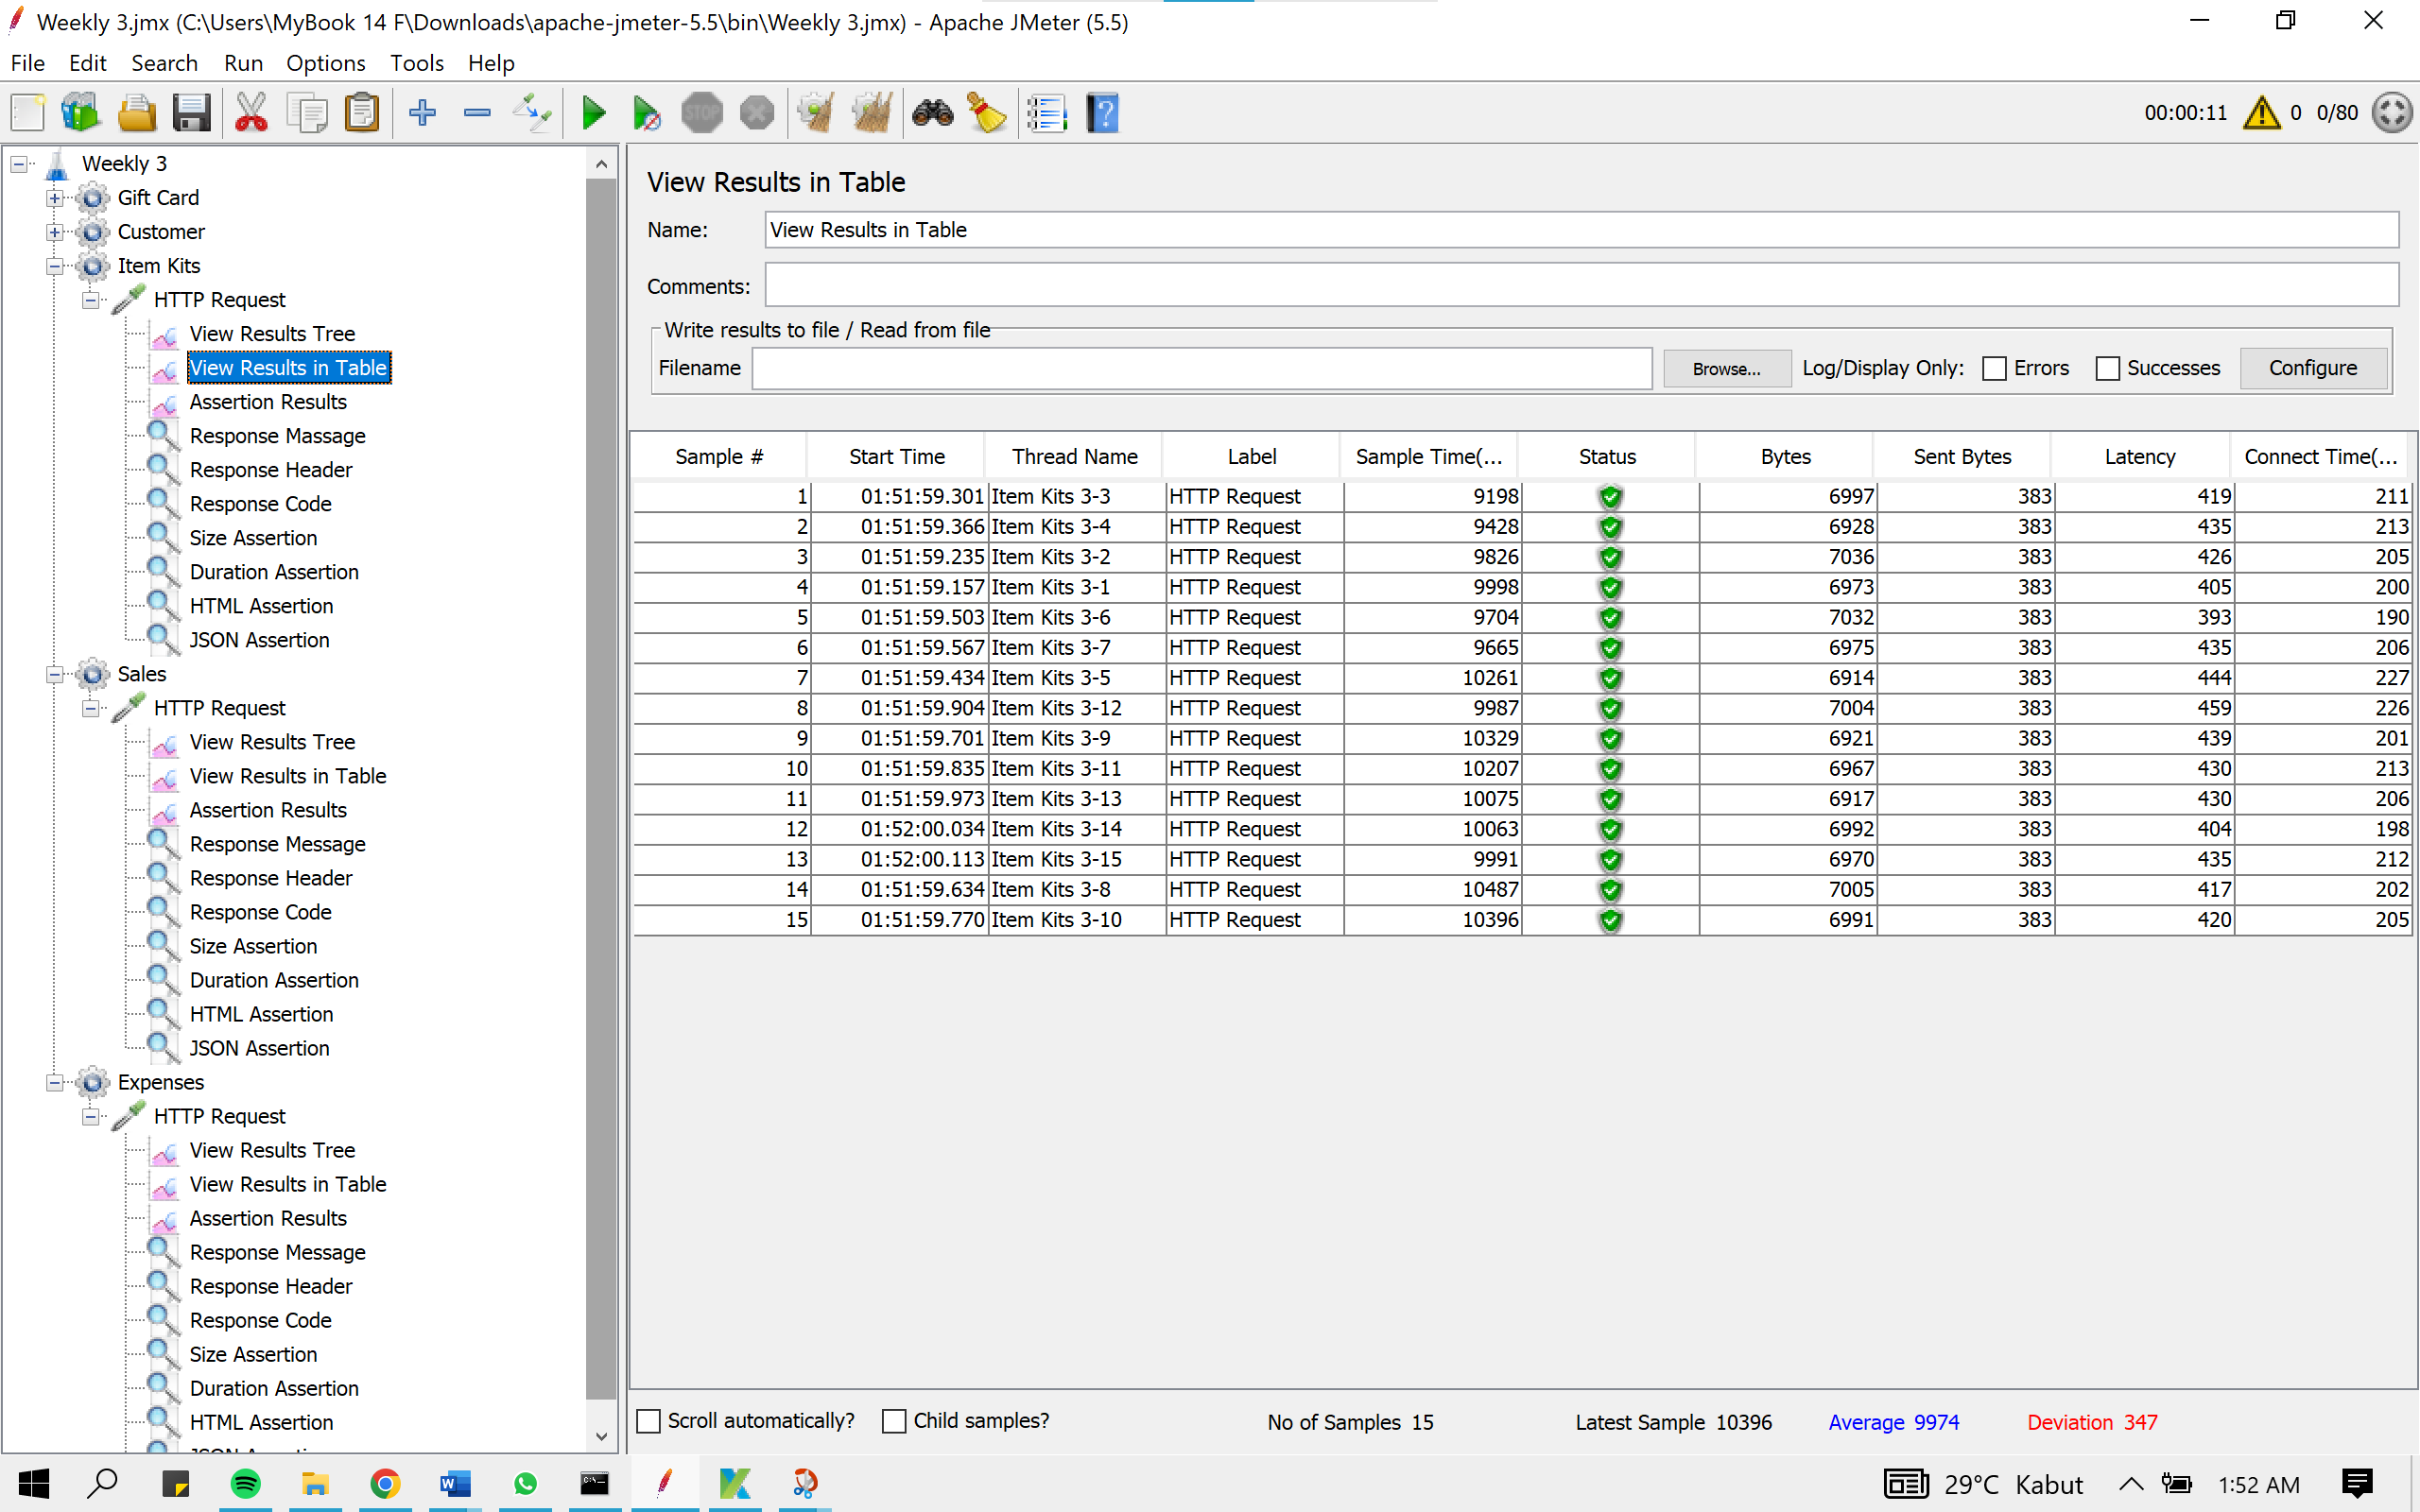 Weekly 3.jmx (C:\Users\MyBook 14 F\Downloads\apache-jmeter-5.5\bin\Weekly 3.jmx) - Apache JMeter (5.5)
File Edit Search Run Options Tools Help
STOP 00:00:11 0 0/80
Weekly 3
Gift Card
Customer
Item Kits
HTTP Request
View Results Tree
View Results in Table
Assertion Results
Response Massage
Response Header
Response Code
Size Assertion
Duration Assertion
HTML Assertion
JSON Assertion
Sales
HTTP Request
View Results Tree
View Results in Table
Assertion Results
Response Message
Response Header
Response Code
Size Assertion
Duration Assertion
HTML Assertion
JSON Assertion
Expenses
HTTP Request
View Results Tree
View Results in Table
Assertion Results
Response Message
Response Header
Response Code
Size Assertion
Duration Assertion
HTML Assertion
View Results in Table
Name: View Results in Table
Comments:
Write results to file / Read from file
Filename Browse... Log/Display Only: Errors Successes Configure
Sample # Start Time Thread Name Label Sample Time(... Status Bytes Sent Bytes Latency Connect Time(...
1 01:51:59.301 Item Kits 3-3 HTTP Request 9198 6997 383 419 211
2 01:51:59.366 Item Kits 3-4 HTTP Request 9428 6928 383 435 213
3 01:51:59.235 Item Kits 3-2 HTTP Request 9826 7036 383 426 205
4 01:51:59.157 Item Kits 3-1 HTTP Request 9998 6973 383 405 200
5 01:51:59.503 Item Kits 3-6 HTTP Request 9704 7032 383 393 190
6 01:51:59.567 Item Kits 3-7 HTTP Request 9665 6975 383 435 206
7 01:51:59.434 Item Kits 3-5 HTTP Request 10261 6914 383 444 227
8 01:51:59.904 Item Kits 3-12 HTTP Request 9987 7004 383 459 226
9 01:51:59.701 Item Kits 3-9 HTTP Request 10329 6921 383 439 201
10 01:51:59.835 Item Kits 3-11 HTTP Request 10207 6967 383 430 213
11 01:51:59.973 Item Kits 3-13 HTTP Request 10075 6917 383 430 206
12 01:52:00.034 Item Kits 3-14 HTTP Request 10063 6992 383 404 198
13 01:52:00.113 Item Kits 3-15 HTTP Request 9991 6970 383 435 212
14 01:51:59.634 Item Kits 3-8 HTTP Request 10487 7005 383 417 202
15 01:51:59.770 Item Kits 3-10 HTTP Request 10396 6991 383 420 205
Scroll automatically? Child samples? No of Samples 15 Latest Sample 10396 Average 9974 Deviation 347
29°C Kabut 1:52 AM